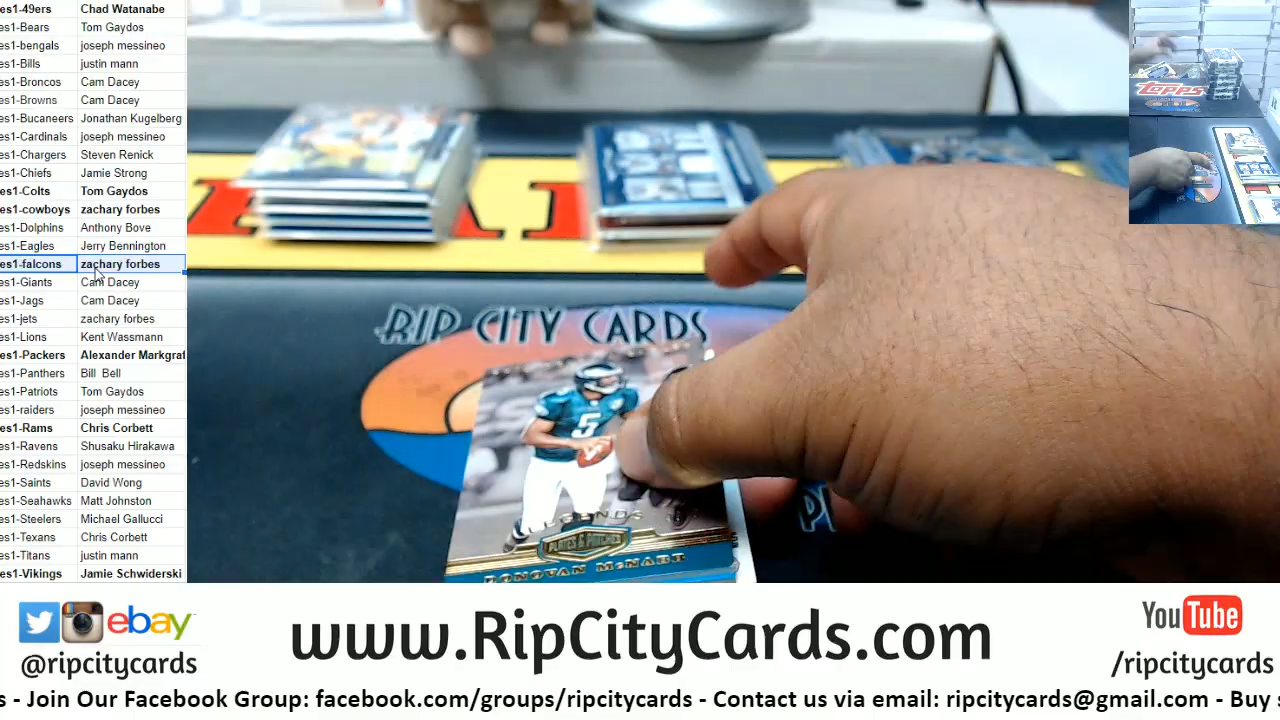 es1-49ers Chad Watanabe
es1-Bears Tom Gaydos
es1-bengals joseph messineo
es1-Bills justin mann
es1-Broncos Cam Dacey
es1-Browns Cam Dacey
es1-Bucaneers Jonathan Kugelberg
es1-Cardinals joseph messineo
es1-Chargers Steven Renick
es1-Chiefs Jamie Strong
es1-Colts Tom Gaydos
es1-cowboys zachary forbes
es1-Dolphins Anthony Bove
es1-Eagles Jerry Bennington
es1-falcons zachary forbes
es1-Giants Cam Dacey
es1-Jags Cam Dacey
es1-jets zachary forbes
es1-Lions Kent Wassmann
es1-Packers Alexander Markgraf
es1-Panthers Bill Bell
es1-Patriots Tom Gaydos
es1-raiders joseph messineo
es1-Rams Chris Corbett
es1-Ravens Shusaku Hirakawa
es1-Redskins joseph messineo
es1-Saints David Wong
es1-Seahawks Matt Johnston
es1-Steelers Michael Gallucci
es1-Texans Chris Corbett
es1-Titans justin mann
es1-Vikings Jamie Schwiderski
Topps
RIP CITY CARDS
5
LEGENDS
PLATES & PATCHES
DONOVAN McNABB
ebay
@ripcitycards
www.RipCityCards.com
YouTube
/ripcitycards
s - Join Our Facebook Group: facebook.com/groups/ripcitycards - Contact us via email: ripcitycards@gmail.com - Buy s